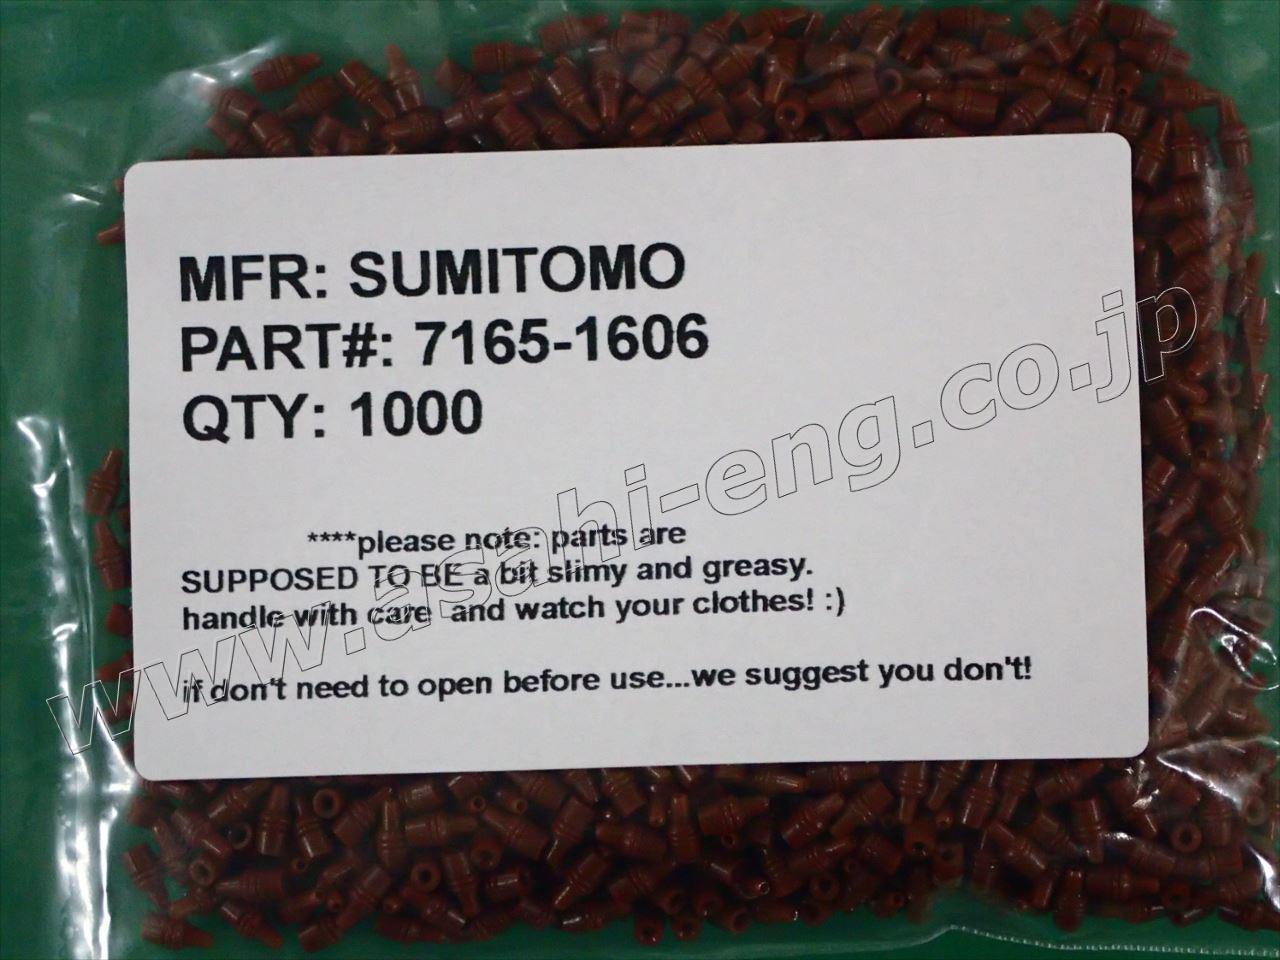 MFR: SUMITOMO
PART#: 7165-1606
QTY: 1000
****please note: parts are
SUPPOSED TO BE a bit slimy and greasy.
handle with care  and watch your clothes! :)
if don't need to open before use...we suggest you don't!
www.asahi-eng.co.jp